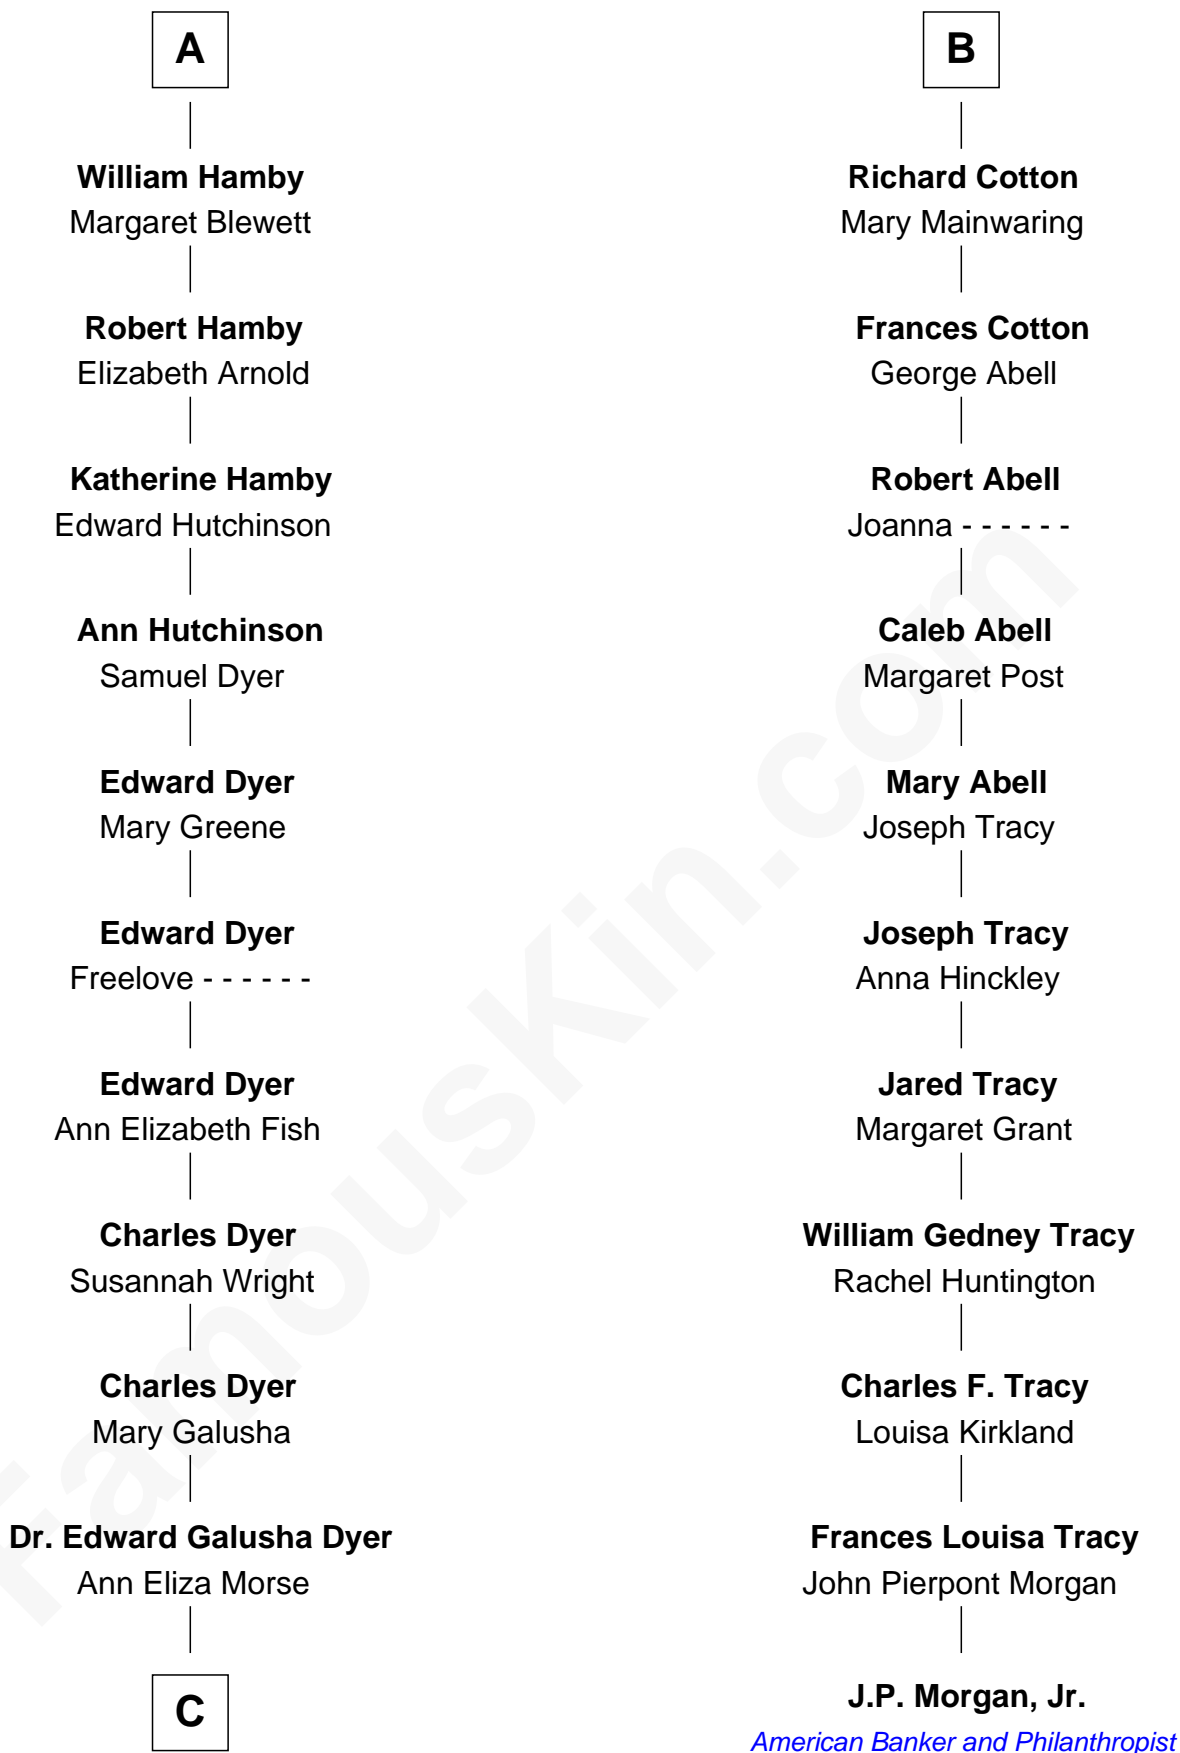 A
William Hamby
Margaret Blewett
Robert Hamby
Elizabeth Arnold
Katherine Hamby
Edward Hutchinson
Ann Hutchinson
Samuel Dyer
Edward Dyer
Mary Greene
Edward Dyer
Freelove - - - - - -
Edward Dyer
Ann Elizabeth Fish
Charles Dyer
Susannah Wright
Charles Dyer
Mary Galusha
Dr. Edward Galusha Dyer
Ann Eliza Morse
C
B
Richard Cotton
Mary Mainwaring
Frances Cotton
George Abell
Robert Abell
Joanna - - - - - -
Caleb Abell
Margaret Post
Mary Abell
Joseph Tracy
Joseph Tracy
Anna Hinckley
Jared Tracy
Margaret Grant
William Gedney Tracy
Rachel Huntington
Charles F. Tracy
Louisa Kirkland
Frances Louisa Tracy
John Pierpont Morgan
J.P. Morgan, Jr.
American Banker and Philanthropist
FamousKin.com